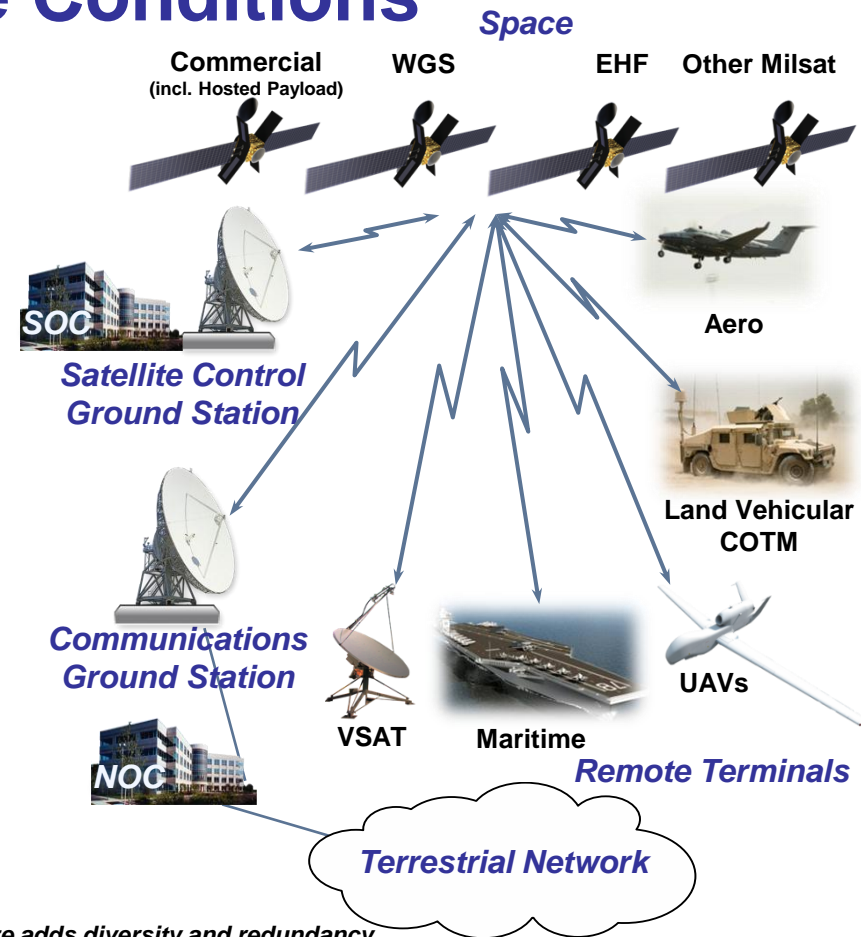 Conditions
Space
Commercial
(incl. Hosted Payload)
WGS
EHF
Other Milsat
SOC
Satellite Control
Ground Station
Aero
Land Vehicular
COTM
Communications
Ground Station
UAVs
VSAT
Maritime
NOC
Remote Terminals
Terrestrial Network
adds diversity and redundancy